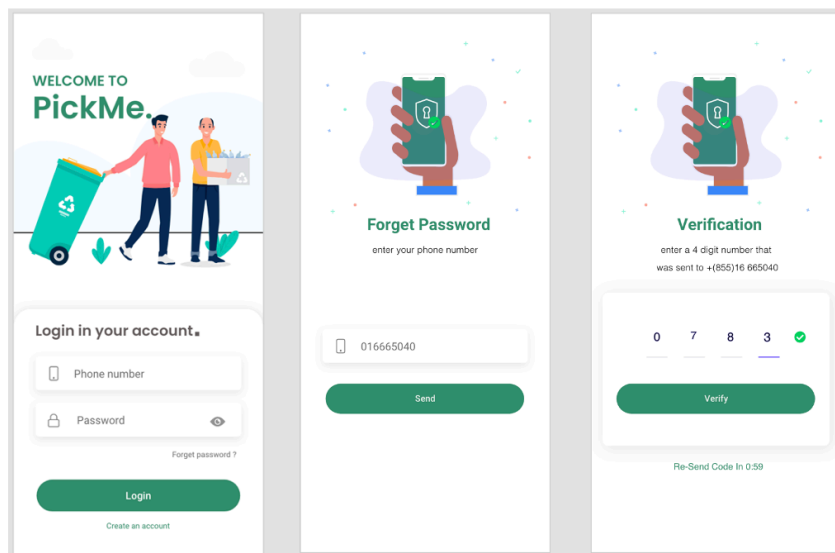 WELCOME TO
PickMe.
Login in your account.
Phone number
Password
Forget password ?
Login
Create an account
Forget Password
enter your phone number
016665040
Send
Verification
enter a 4 digit number that
was sent to +(855)16 665040
0 7 8 3
Verify
Re-Send Code In 0:59